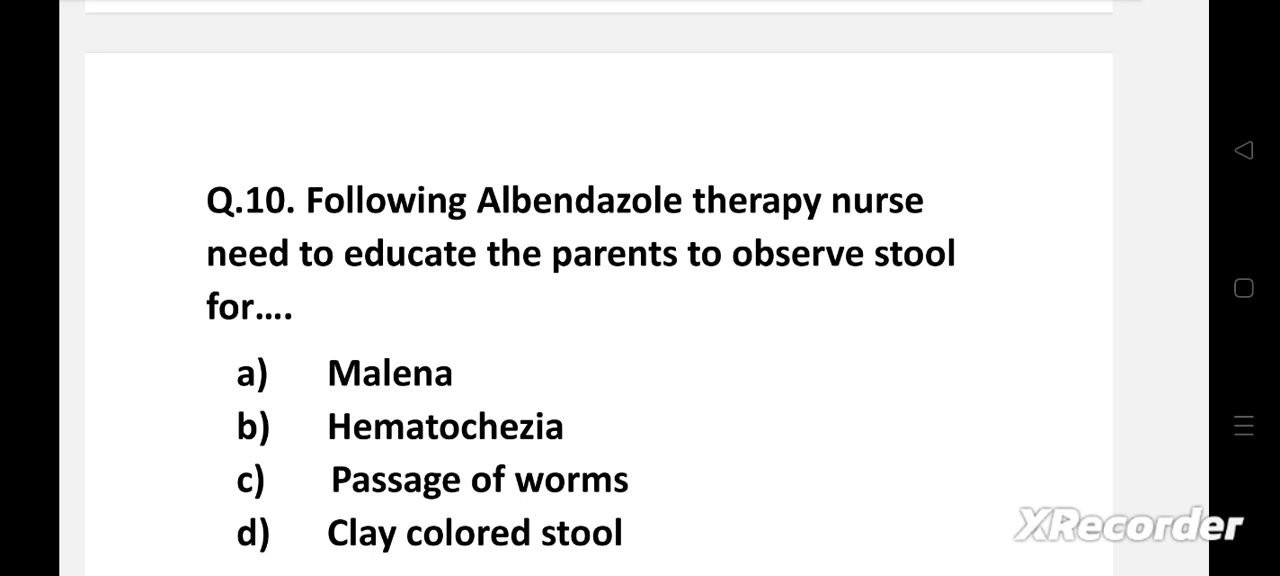 Q.10. Following Albendazole therapy nurse
need to educate the parents to observe stool
for....
a) Malena
b) Hematochezia
c) Passage of worms
d) Clay colored stool
XRecorder